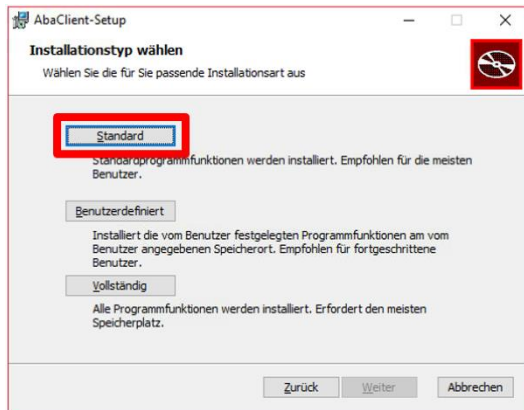 AbaClient-Setup
Installationstyp wählen
Wählen Sie die für Sie passende Installationsart aus
Standard
Standardprogrammfunktionen werden installiert. Empfohlen für die meisten
Benutzer.
Benutzerdefiniert
Installiert die vom Benutzer festgelegten Programmfunktionen am vom
Benutzer angegebenen Speicherort. Empfohlen für fortgeschrittene
Benutzer.
Vollständig
Alle Programmfunktionen werden installiert. Erfordert den meisten
Speicherplatz.
Zurück Weiter Abbrechen